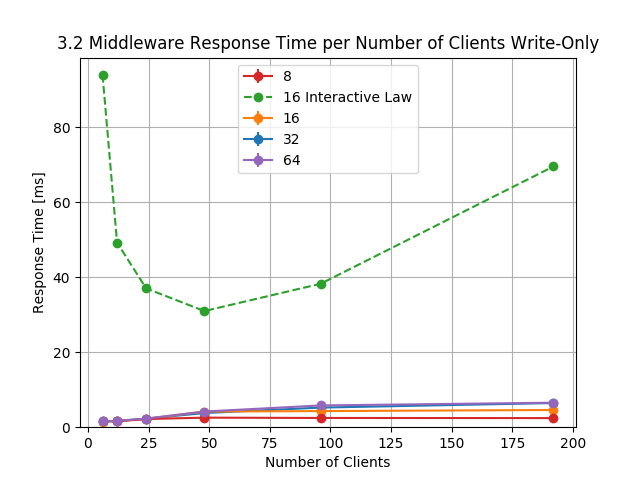 3.2 Middleware Response Time per Number of Clients Write-Only
8
16 Interactive Law
16
32
64
Response Time [ms]
80
60
40
20
0
0 25 50 75 100 125 150 175 200
Number of Clients